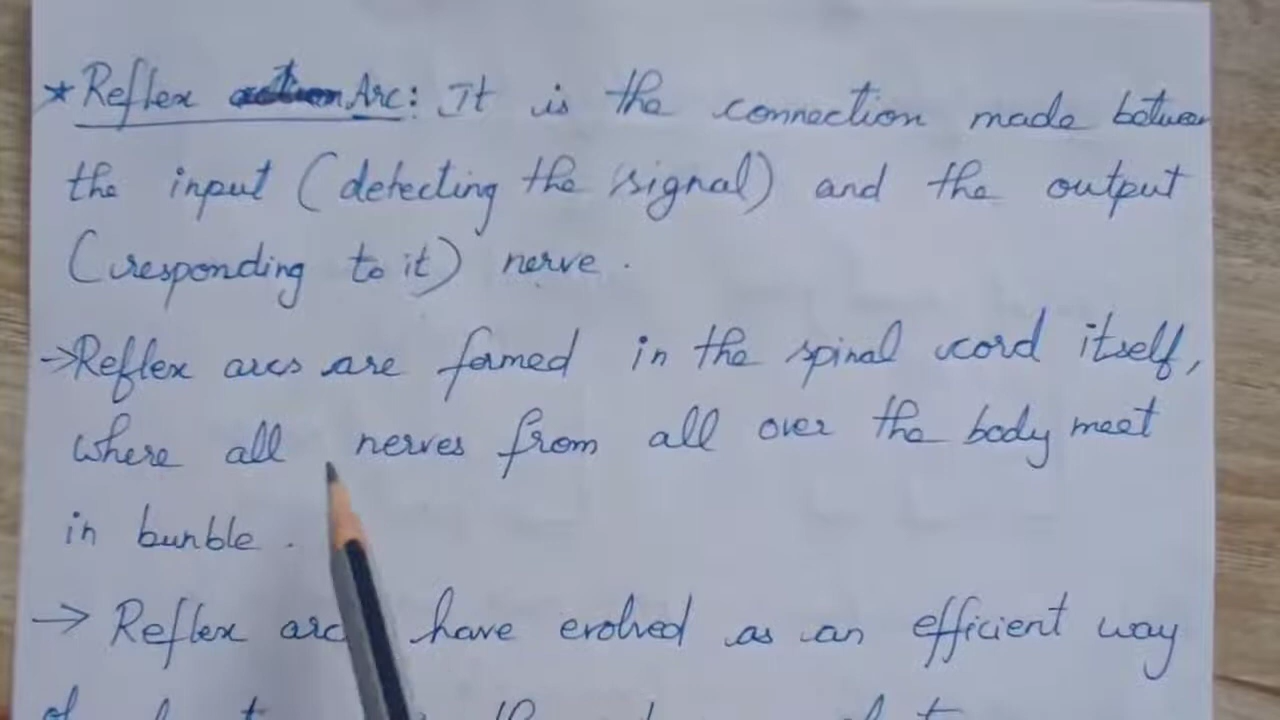 * Reflex Arc: It is the connection made between
the input (detecting the signal) and the output
(responding to it) nerve.
→ Reflex arcs are formed in the spinal cord itself,
where all nerves from all over the body meet
in bunble.
→ Reflex arc have evolved as an efficient way
of